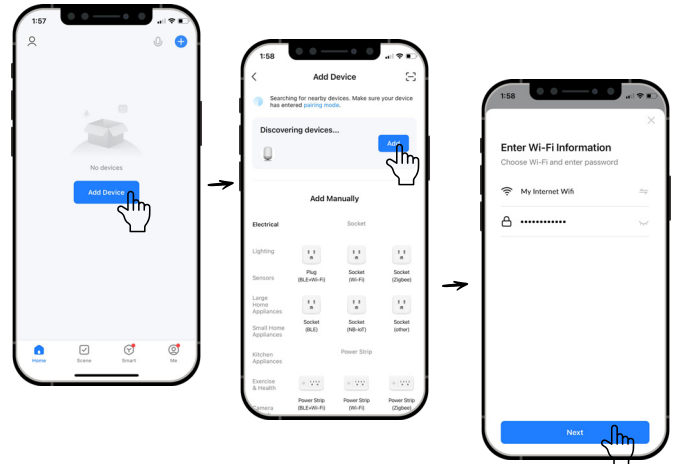 1:57
No devices
Add Device
Home
Scene
Smart
Me
1:58
Add Device
Searching for nearby devices. Make sure your device
has entered pairing mode.
Discovering devices...
Add
Add Manually
Electrical
Socket
Lighting
Plug
(BLE+Wi-Fi)
Socket
(Wi-Fi)
Socket
(Zigbee)
Sensors
Large
Home
Appliances
Socket
(BLE)
Socket
(NB-IoT)
Socket
(other)
Small Home
Appliances
Power Strip
Kitchen
Appliances
Exercise
& Health
Power Strip
(BLE+Wi-Fi)
Power Strip
(Wi-Fi)
Power Strip
(Zigbee)
Camera
1:58
Enter Wi-Fi Information
Choose Wi-Fi and enter password
My Internet Wifi
••••••••••••
Next